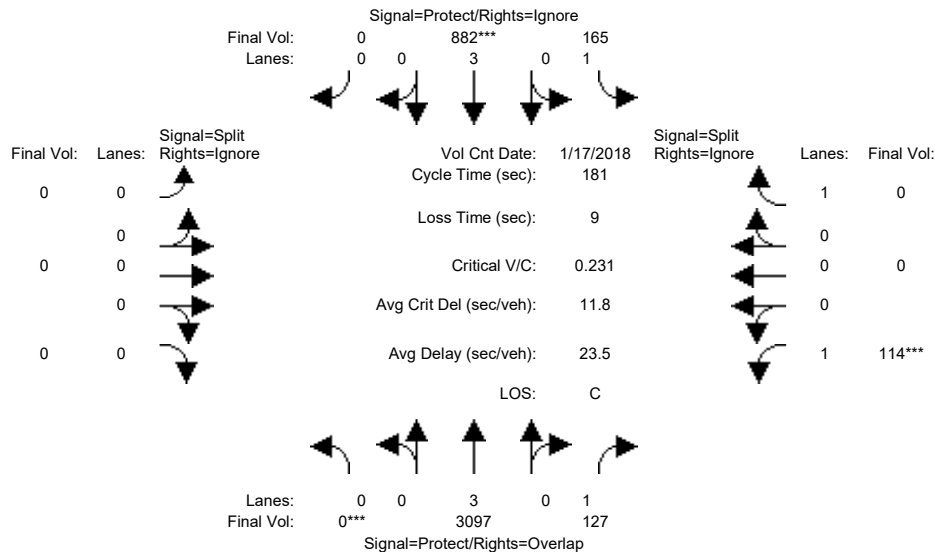 Signal=Protect/Rights=Ignore
Final Vol: 0 882*** 165
Lanes: 0 0 3 0 1
Signal=Split
Final Vol: Lanes: Rights=Ignore
Vol Cnt Date: 1/17/2018
Signal=Split
Rights=Ignore Lanes: Final Vol:
Cycle Time (sec): 181
0 0
1 0
Loss Time (sec): 9
0
0
0 0
Critical V/C: 0.231
0 0
0
Avg Crit Del (sec/veh): 11.8
0
0 0
Avg Delay (sec/veh): 23.5
1 114***
LOS: C
Lanes: 0 0 3 0 1
Final Vol: 0*** 3097 127
Signal=Protect/Rights=Overlap